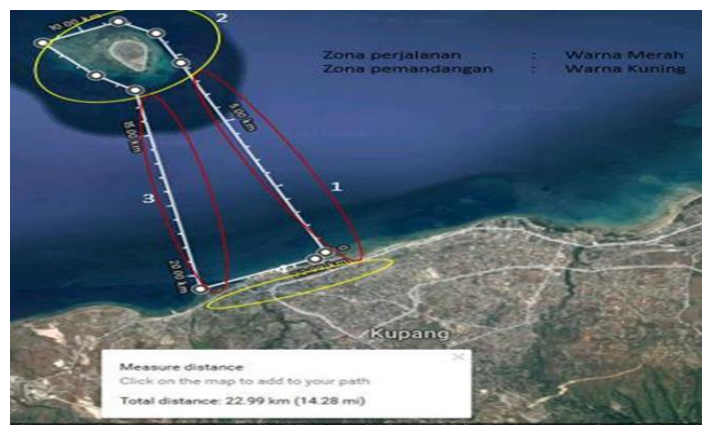 10.00 km
2
Zona perjalanan : Warna Merah
Zona pemandangan : Warna Kuning
5.00 km
15.00 km
1
3
0
20.00 km
Kupang
Measure distance
Click on the map to add to your path
Total distance: 22.99 km (14.28 mi)